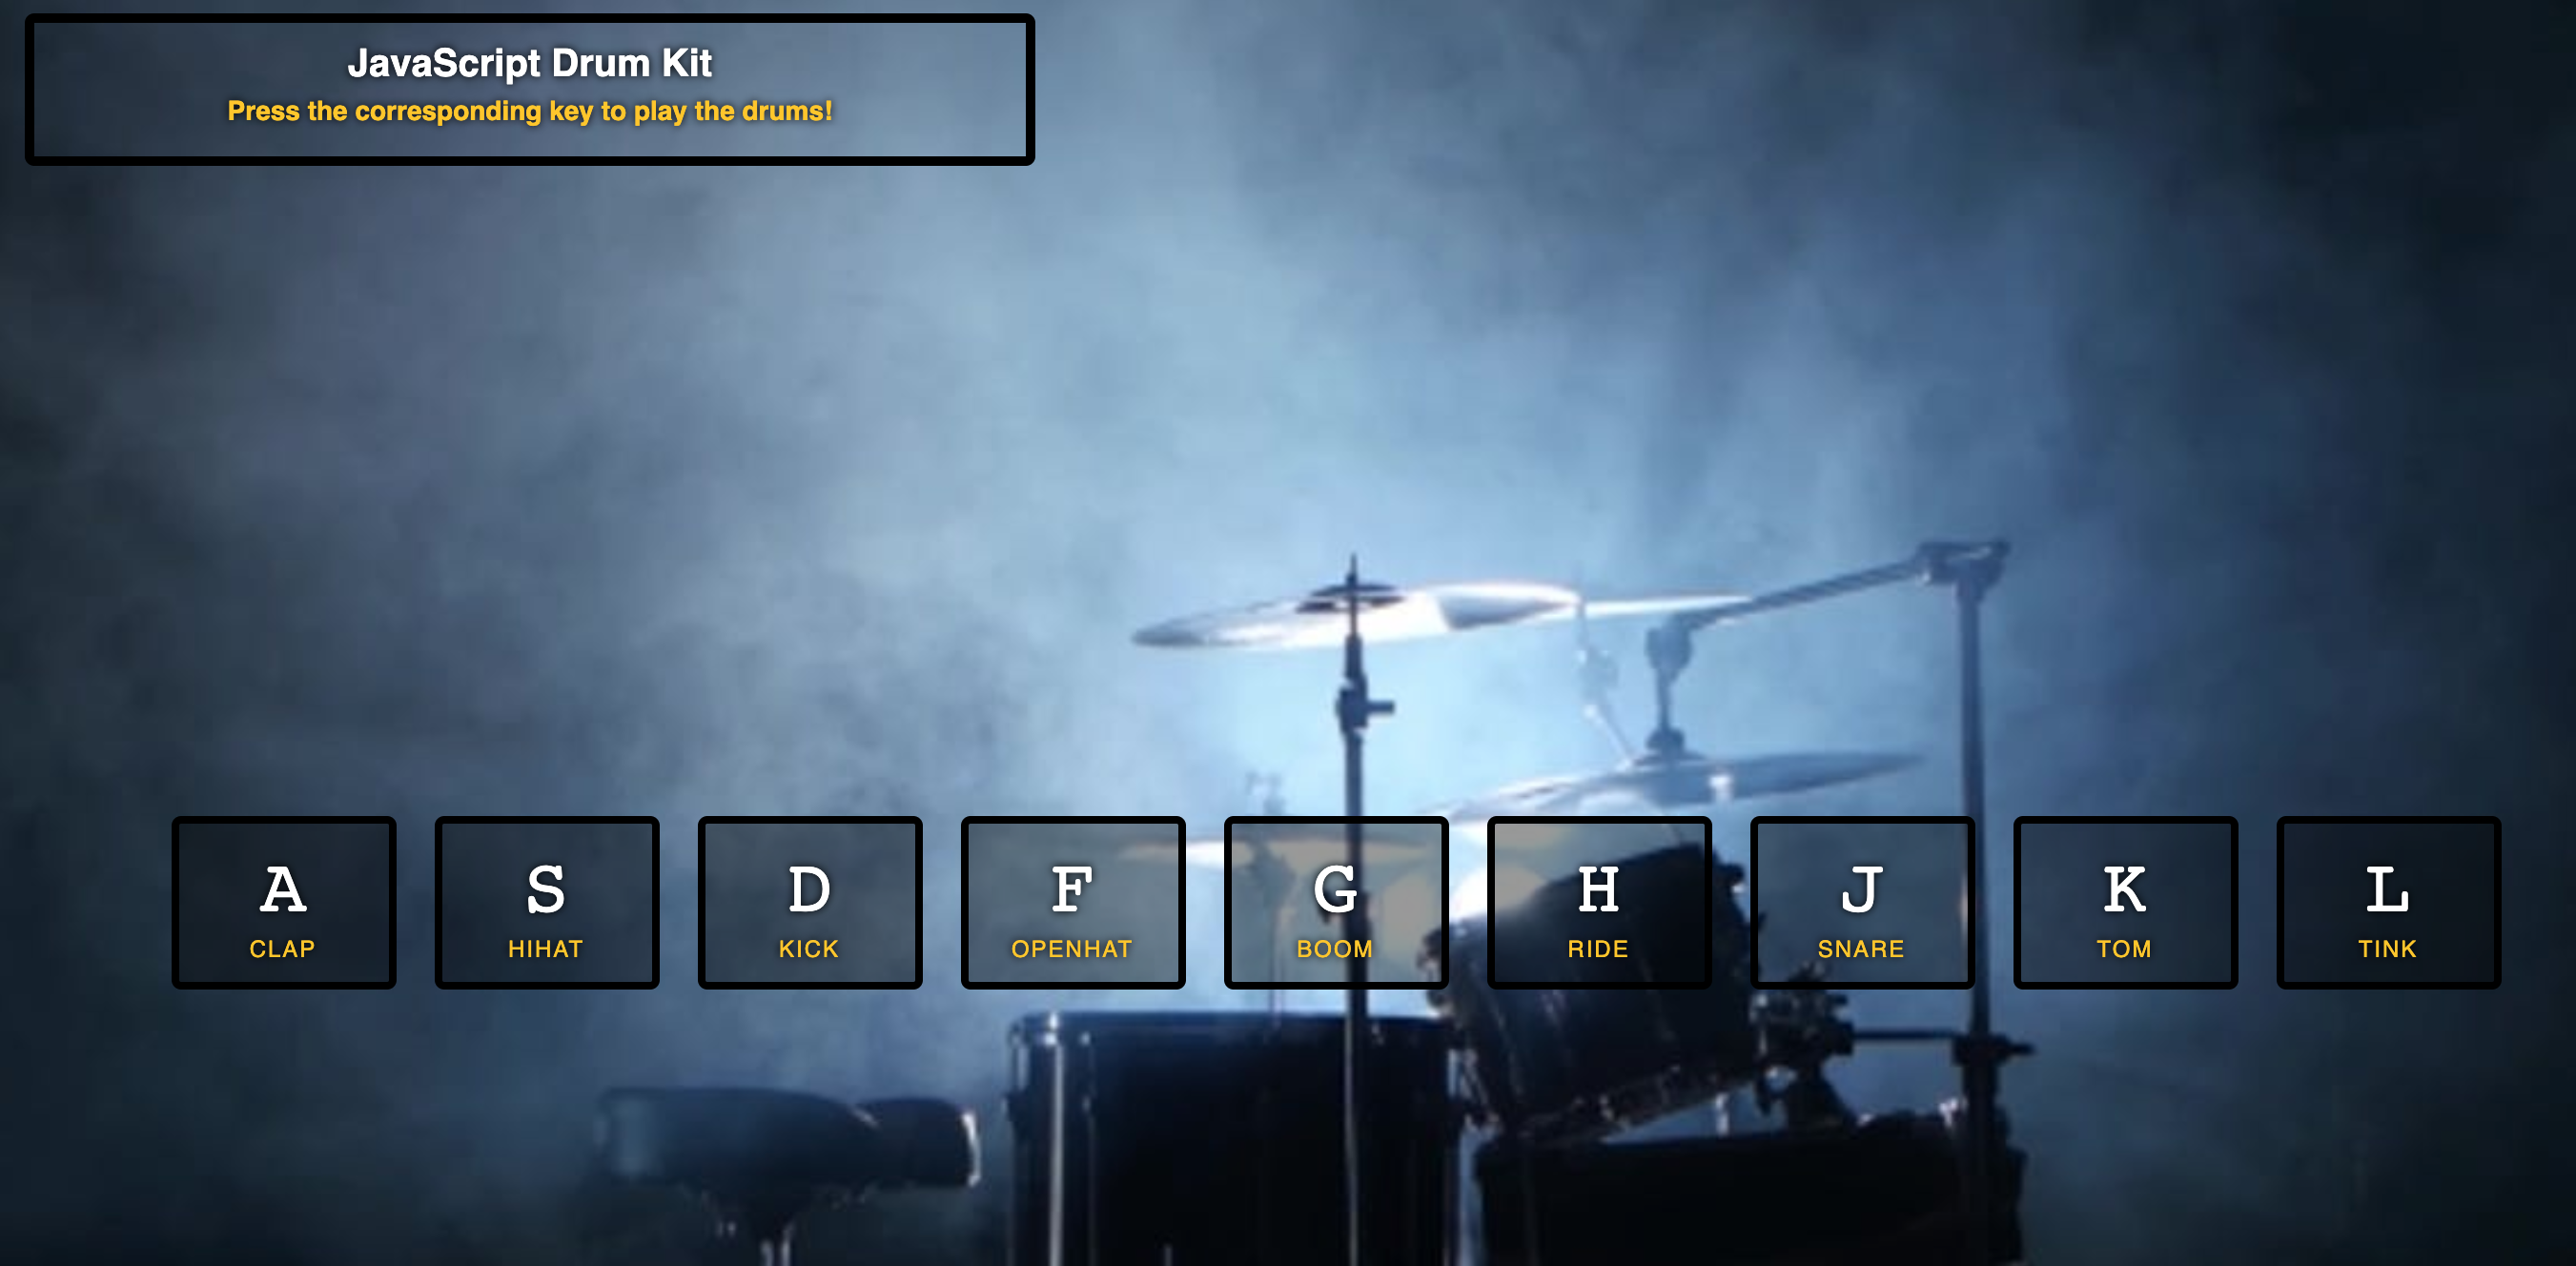 JavaScript Drum Kit
Press the corresponding key to play the drums!
A S D F G H J K L
CLAP HIHAT KICK OPENHAT BOOM RIDE SNARE TOM TINK